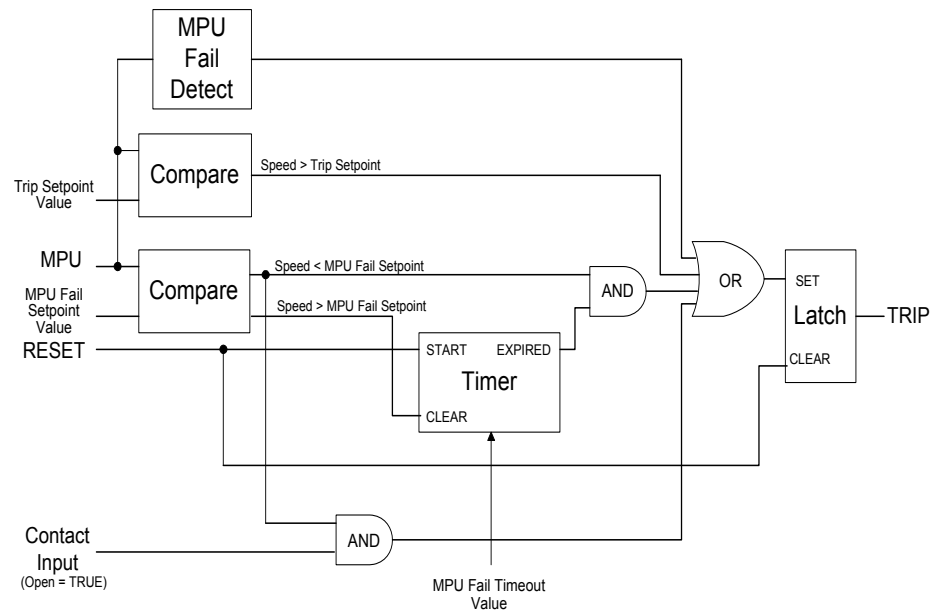 MPU
Fail
Detect
Compare
Speed > Trip Setpoint
Trip Setpoint
Value
MPU
Compare
Speed < MPU Fail Setpoint
Speed > MPU Fail Setpoint
MPU Fail
Setpoint
Value
RESET
START
EXPIRED
Timer
CLEAR
AND
OR
SET
Latch
CLEAR
TRIP
Contact
Input
(Open = TRUE)
AND
MPU Fail Timeout
Value